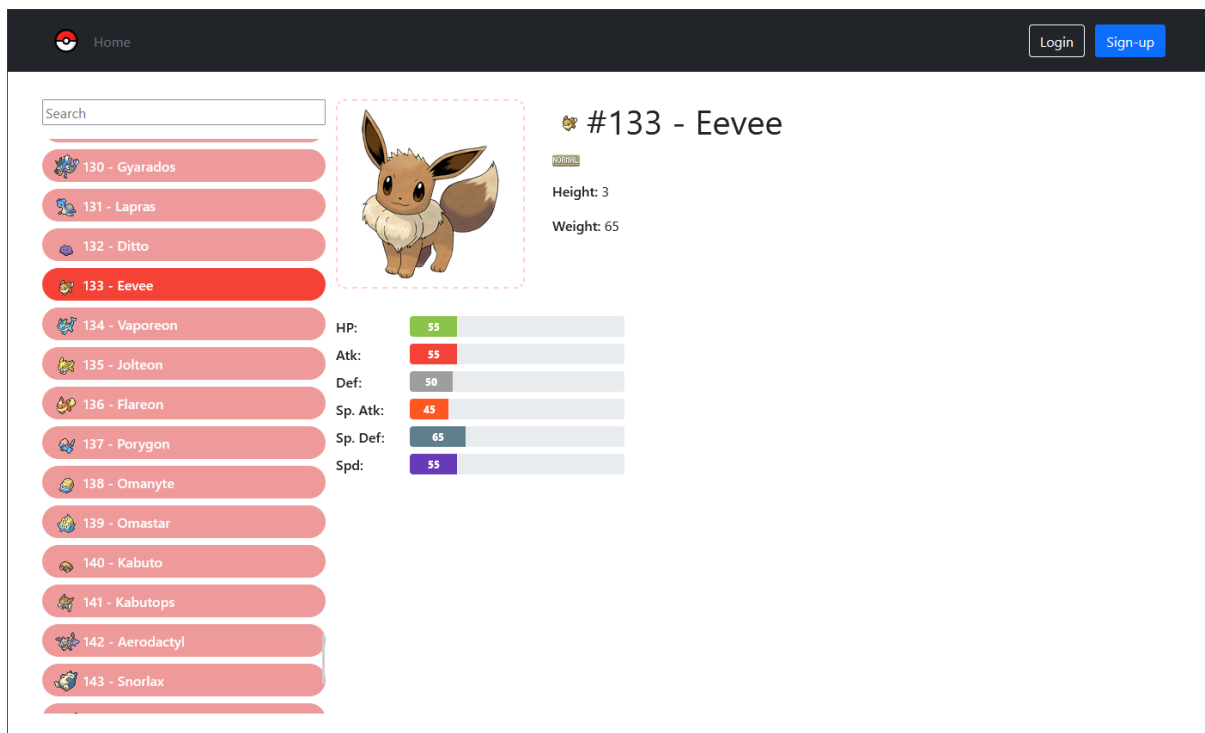 Home
Login
Sign-up
Search
130 - Gyarados
131 - Lapras
132 - Ditto
133 - Eevee
134 - Vaporeon
135 - Jolteon
136 - Flareon
137 - Porygon
138 - Omanyte
139 - Omastar
140 - Kabuto
141 - Kabutops
142 - Aerodactyl
143 - Snorlax
#133 - Eevee
NORMAL
Height: 3
Weight: 65
HP: 55
Atk: 55
Def: 50
Sp. Atk: 45
Sp. Def: 65
Spd: 55